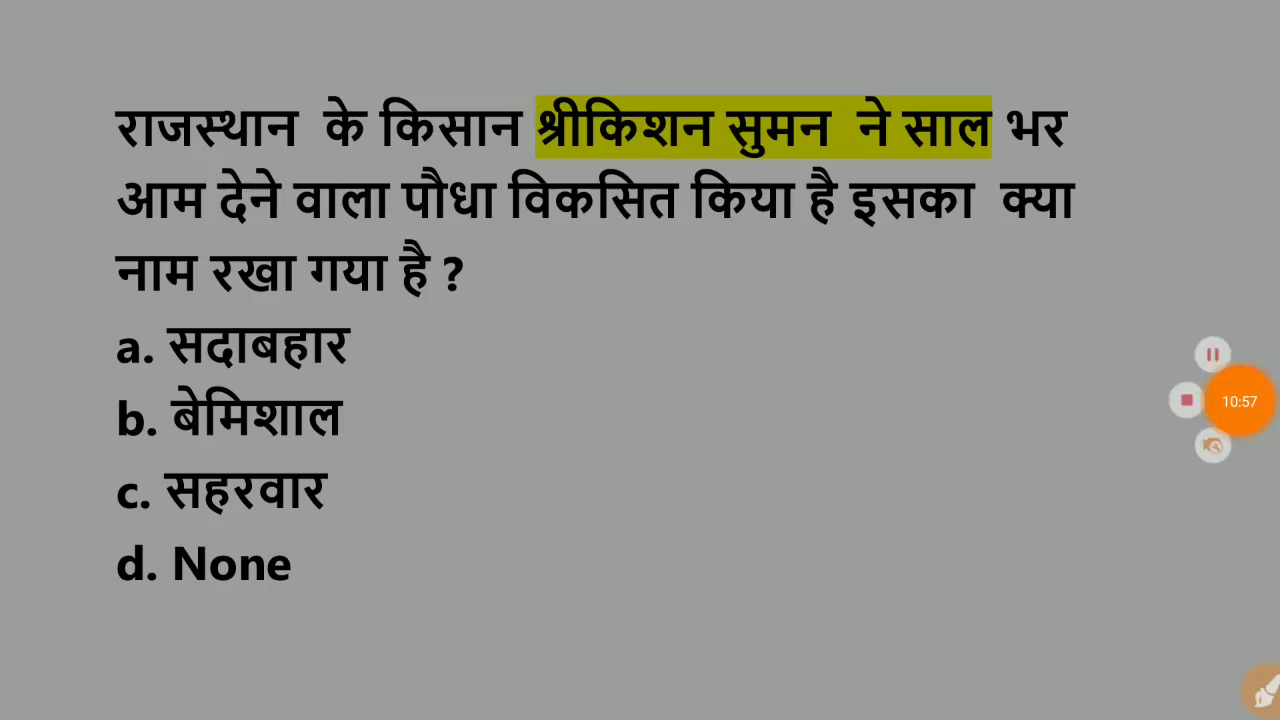 राजस्थान के किसान श्रीकिशन सुमन ने साल भर
आम देने वाला पौधा विकसित किया है इसका क्या
नाम रखा गया है ?
a. सदाबहार
b. बेमिशाल
c. सहरवार
d. None
10:57